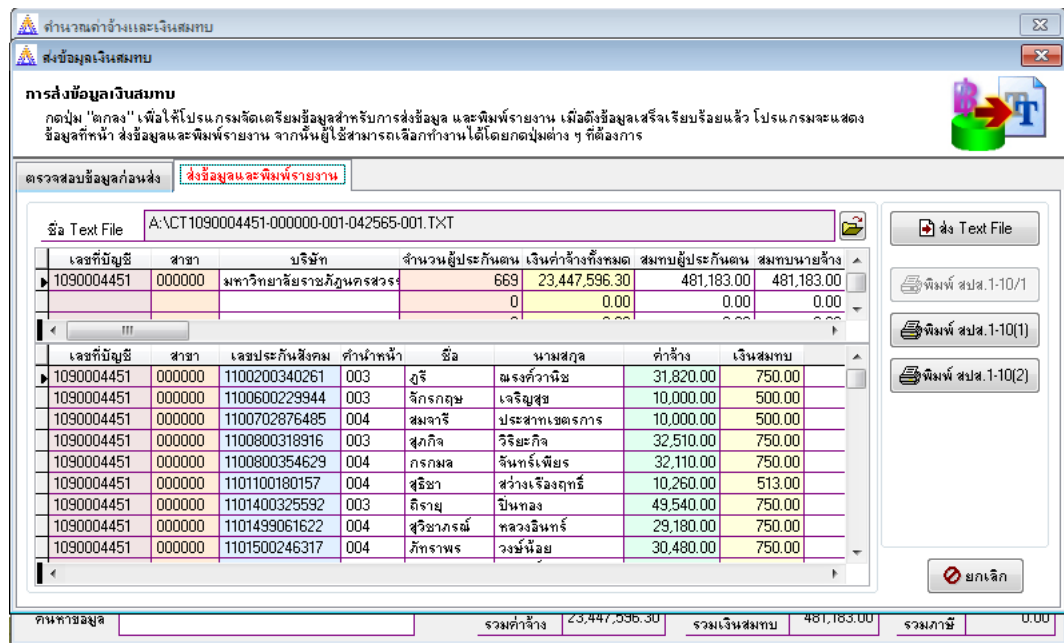 คำนวณค่าจ้างและเงินสมทบ
ส่งข้อมูลเงินสมทบ
การส่งข้อมูลเงินสมทบ
กดปุ่ม "ตกลง" เพื่อให้โปรแกรมจัดเตรียมข้อมูลสำหรับการส่งข้อมูล และพิมพ์รายงาน เมื่อดึงข้อมูลเสร็จเรียบร้อยแล้ว โปรแกรมจะแสดง
ข้อมูลที่หน้า ส่งข้อมูลและพิมพ์รายงาน จากนั้นผู้ใช้สามารถเลือกทำงานได้โดยกดปุ่มต่าง ๆ ที่ต้องการ
ตรวจสอบข้อมูลก่อนส่ง ส่งข้อมูลและพิมพ์รายงาน
ชื่อ Text File A:\CT1090004451-000000-001-042565-001.TXT
ส่ง Text File
พิมพ์ สปส.1-10/1
พิมพ์ สปส.1-10(1)
พิมพ์ สปส.1-10(2)
เลขที่บัญชี สาขา บริษัท จำนวนผู้ประกันตน เงินค่าจ้างทั้งหมด สมทบผู้ประกันตน สมทบนายจ้าง
1090004451 000000 มหาวิทยาลัยราชภัฏนครสวรร 669 23,447,596.30 481,183.00 481,183.00
0 0.00 0.00 0.00
เลขที่บัญชี สาขา เลขประกันสังคม คำนำหน้า ชื่อ นามสกุล ค่าจ้าง เงินสมทบ
1090004451 000000 1100200340261 003 ภูรี ณรงค์วานิช 31,820.00 750.00
1090004451 000000 1100600229944 003 จักรกฤษ เจริญสุข 10,000.00 500.00
1090004451 000000 1100702876485 004 สมจารี ประสาทเขตรการ 10,000.00 500.00
1090004451 000000 1100800318916 003 สุภกิจ วิริยะกิจ 32,510.00 750.00
1090004451 000000 1100800354629 004 กรกมล จันทร์เพียร 32,110.00 750.00
1090004451 000000 1101100180157 004 สุธิชา สว่างเรืองฤทธิ์ 10,260.00 513.00
1090004451 000000 1101400325592 003 ถิรายุ ปิ่นทอง 49,540.00 750.00
1090004451 000000 1101499061622 004 สุวิชาภรณ์ หลวงอินทร์ 29,180.00 750.00
1090004451 000000 1101500246317 004 ภัทราพร วงษ์น้อย 30,480.00 750.00
ยกเลิก
ค้นหาข้อมูล รวมค่าจ้าง 23,447,596.30 รวมเงินสมทบ 481,183.00 รวมภาษี 0.00